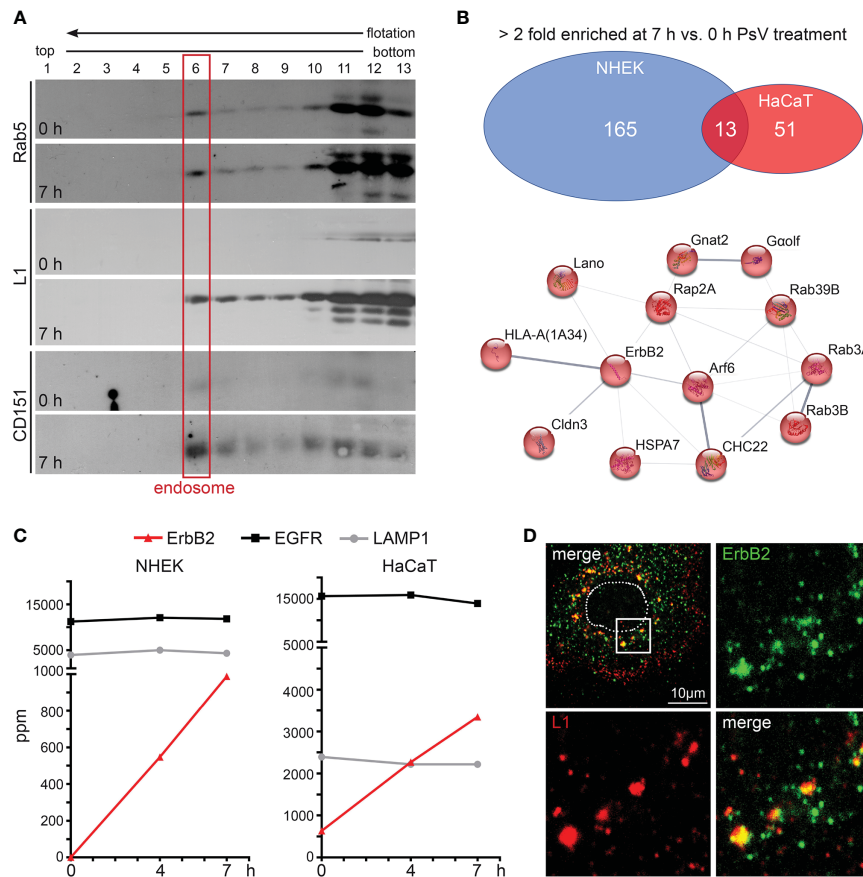 A
flotation
top bottom
1 2 3 4 5 6 7 8 9 10 11 12 13
Rab5
0 h
7 h
L1
0 h
7 h
CD151
0 h
7 h
endosome
B
> 2 fold enriched at 7 h vs. 0 h PsV treatment
NHEK
HaCaT
165 13 51
Gnat2
Gαolf
Lano
Rap2A
Rab39B
HLA-A(1A34)
ErbB2
Arf6
Rab3A
Rab3B
Cldn3
HSPA7
CHC22
C
ErbB2 EGFR LAMP1
NHEK
HaCaT
ppm
15000
5000
1000
800
600
400
200
0
0 4 7 h
15000
5000
4000
3000
2000
1000
0
0 4 7 h
D
merge
10µm
ErbB2
L1
merge